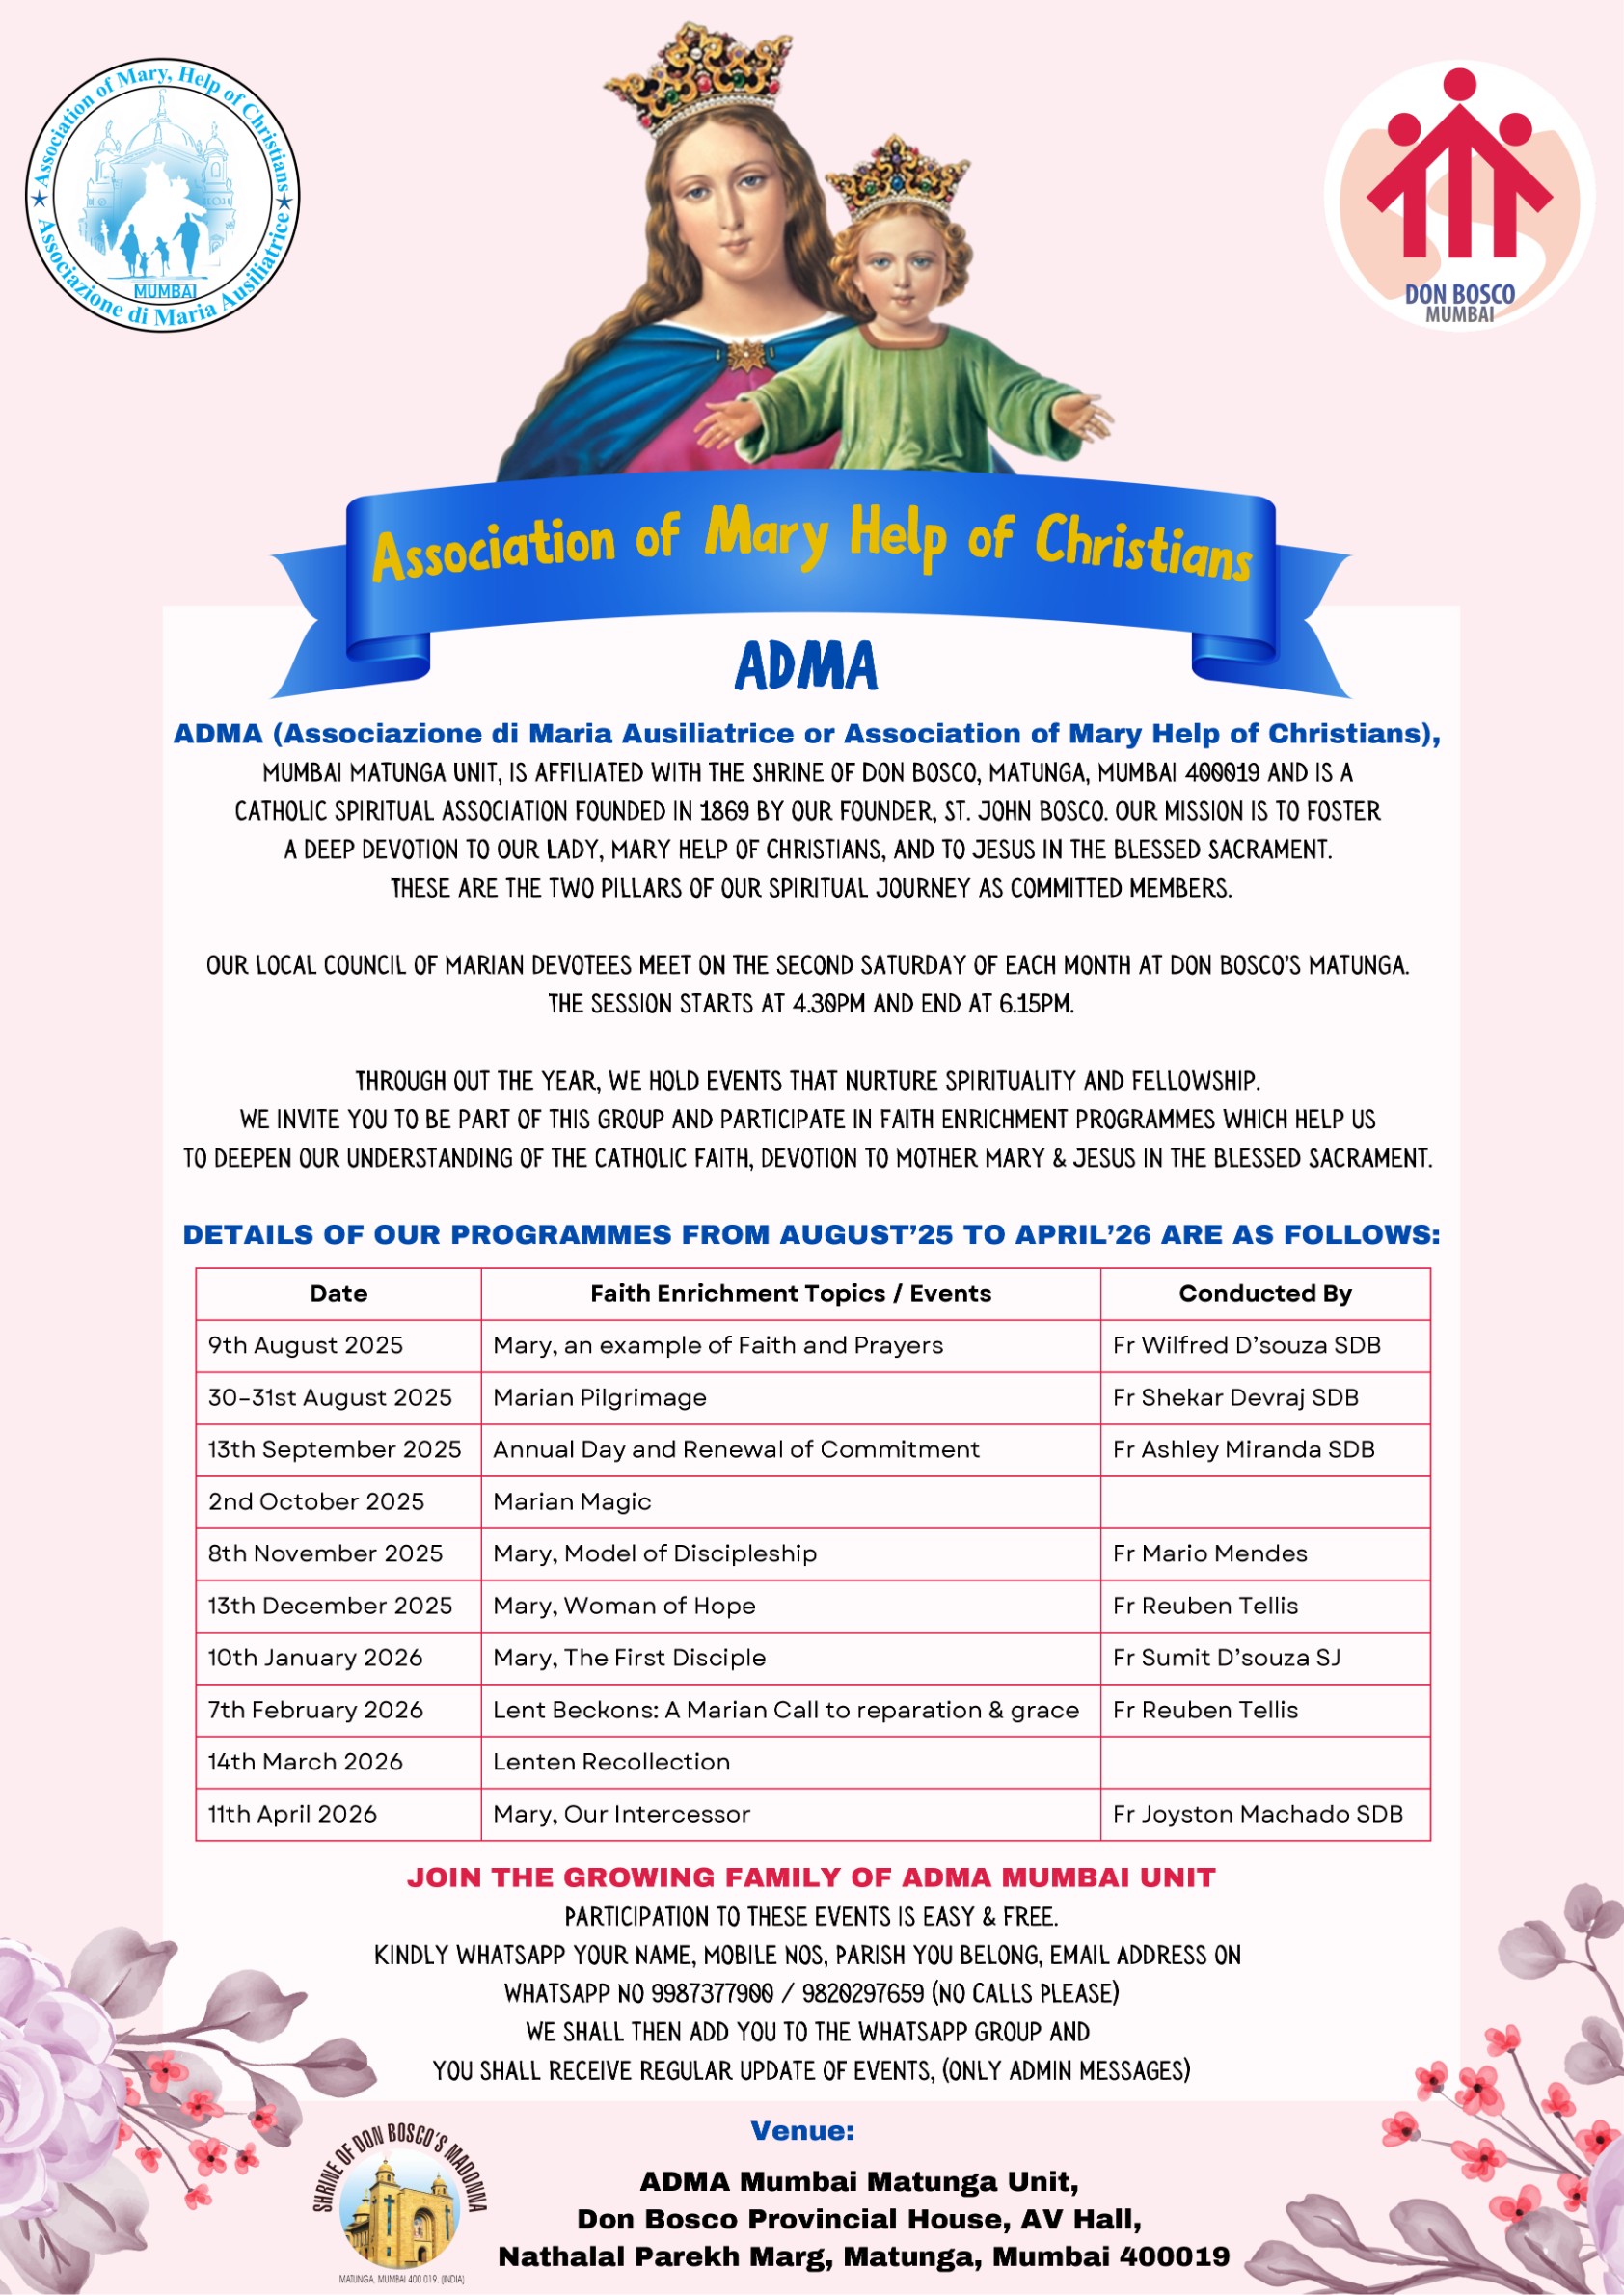 Association of Mary, Help of Christians
Associazione di Maria Ausiliatrice
MUMBAI
DON BOSCO
MUMBAI
Association of Mary Help of Christians
ADMA
ADMA (Associazione di Maria Ausiliatrice or Association of Mary Help of Christians),
MUMBAI MATUNGA UNIT, IS AFFILIATED WITH THE SHRINE OF DON BOSCO, MATUNGA, MUMBAI 400019 AND IS A
CATHOLIC SPIRITUAL ASSOCIATION FOUNDED IN 1869 BY OUR FOUNDER, ST. JOHN BOSCO. OUR MISSION IS TO FOSTER
A DEEP DEVOTION TO OUR LADY, MARY HELP OF CHRISTIANS, AND TO JESUS IN THE BLESSED SACRAMENT.
THESE ARE THE TWO PILLARS OF OUR SPIRITUAL JOURNEY AS COMMITTED MEMBERS.
OUR LOCAL COUNCIL OF MARIAN DEVOTEES MEET ON THE SECOND SATURDAY OF EACH MONTH AT DON BOSCO'S MATUNGA.
THE SESSION STARTS AT 4.30PM AND END AT 6.15PM.
THROUGH OUT THE YEAR, WE HOLD EVENTS THAT NURTURE SPIRITUALITY AND FELLOWSHIP.
WE INVITE YOU TO BE PART OF THIS GROUP AND PARTICIPATE IN FAITH ENRICHMENT PROGRAMMES WHICH HELP US
TO DEEPEN OUR UNDERSTANDING OF THE CATHOLIC FAITH, DEVOTION TO MOTHER MARY & JESUS IN THE BLESSED SACRAMENT.
DETAILS OF OUR PROGRAMMES FROM AUGUST'25 TO APRIL'26 ARE AS FOLLOWS:
Date Faith Enrichment Topics / Events Conducted By
9th August 2025 Mary, an example of Faith and Prayers Fr Wilfred D'souza SDB
30-31st August 2025 Marian Pilgrimage Fr Shekar Devraj SDB
13th September 2025 Annual Day and Renewal of Commitment Fr Ashley Miranda SDB
2nd October 2025 Marian Magic
8th November 2025 Mary, Model of Discipleship Fr Mario Mendes
13th December 2025 Mary, Woman of Hope Fr Reuben Tellis
10th January 2026 Mary, The First Disciple Fr Sumit D'souza SJ
7th February 2026 Lent Beckons: A Marian Call to reparation & grace Fr Reuben Tellis
14th March 2026 Lenten Recollection
11th April 2026 Mary, Our Intercessor Fr Joyston Machado SDB
JOIN THE GROWING FAMILY OF ADMA MUMBAI UNIT
PARTICIPATION TO THESE EVENTS IS EASY & FREE.
KINDLY WHATSAPP YOUR NAME, MOBILE NOS, PARISH YOU BELONG, EMAIL ADDRESS ON
WHATSAPP NO 9987377900 / 9820297659 (NO CALLS PLEASE)
WE SHALL THEN ADD YOU TO THE WHATSAPP GROUP AND
YOU SHALL RECEIVE REGULAR UPDATE OF EVENTS, (ONLY ADMIN MESSAGES)
SHRINE OF DON BOSCO'S MADONNA
MATUNGA, MUMBAI 400 019. (INDIA)
Venue:
ADMA Mumbai Matunga Unit,
Don Bosco Provincial House, AV Hall,
Nathalal Parekh Marg, Matunga, Mumbai 400019